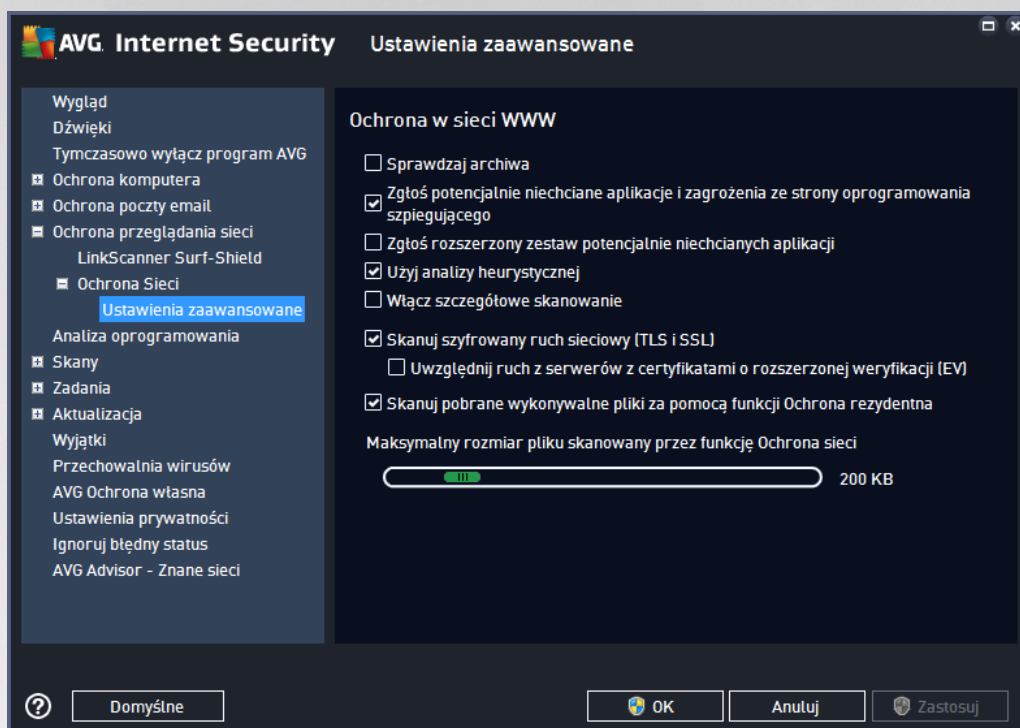 AVG. Internet Security
Ustawienia zaawansowane
Wygląd
Dźwięki
Tymczasowo wyłącz program AVG
Ochrona komputera
Ochrona poczty email
Ochrona przeglądania sieci
LinkScanner Surf-Shield
Ochrona Sieci
Ustawienia zaawansowane
Analiza oprogramowania
Skany
Zadania
Aktualizacja
Wyjątki
Przechowalnia wirusów
AVG Ochrona własna
Ustawienia prywatności
Ignoruj błędny status
AVG Advisor - Znane sieci
Ochrona w sieci WWW
Sprawdzaj archiwa
Zgłoś potencjalnie niechciane aplikacje i zagrożenia ze strony oprogramowania
szpiegującego
Zgłoś rozszerzony zestaw potencjalnie niechcianych aplikacji
Użyj analizy heurystycznej
Włącz szczegółowe skanowanie
Skanuj szyfrowany ruch sieciowy (TLS i SSL)
Uwzględnij ruch z serwerów z certyfikatami o rozszerzonej weryfikacji (EV)
Skanuj pobrane wykonywalne pliki za pomocą funkcji Ochrona rezydentna
Maksymalny rozmiar pliku skanowany przez funkcję Ochrona sieci
200 KB
?
Domyślne
OK
Anuluj
Zastosuj